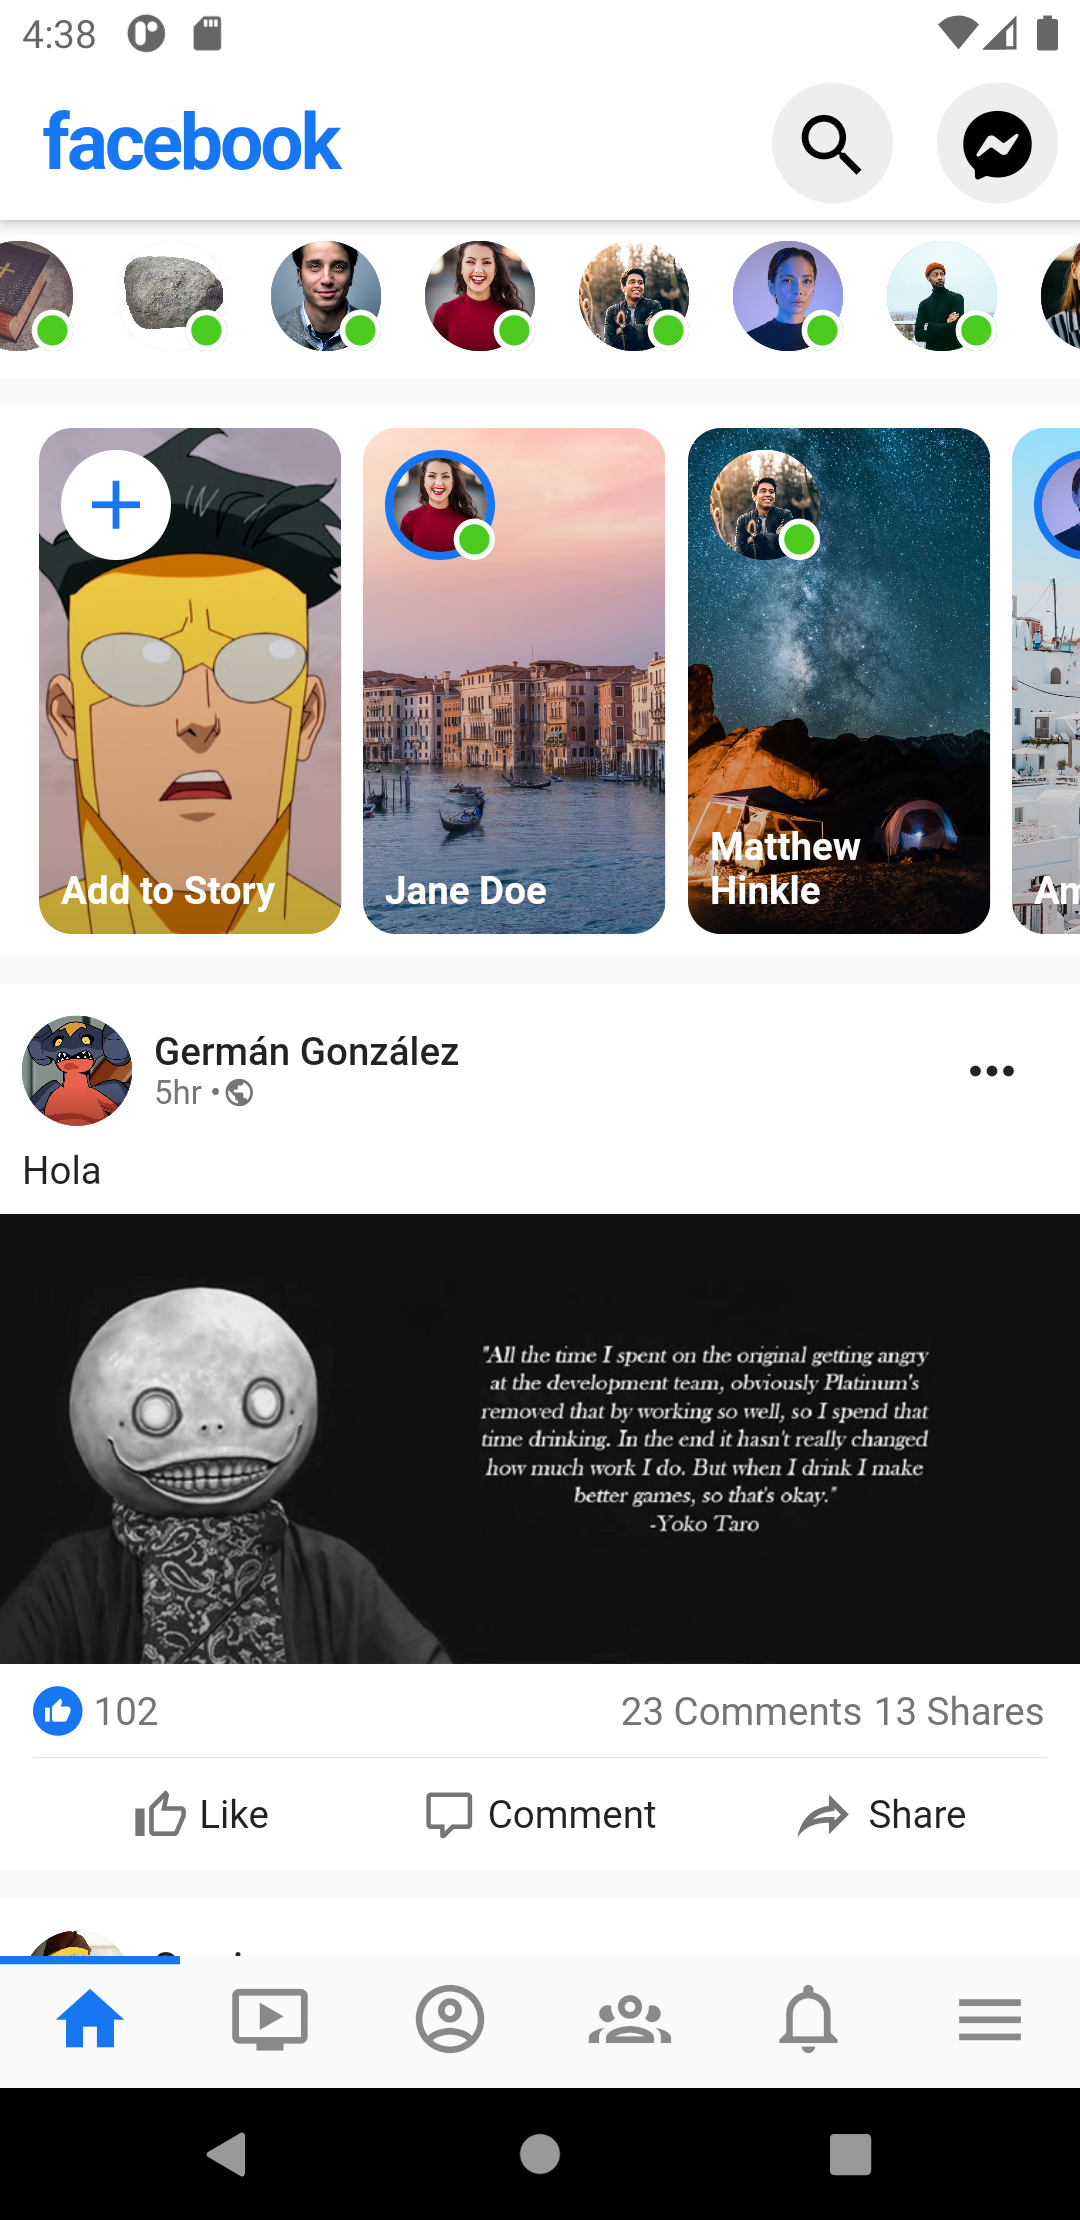 4:38
facebook
Add to Story
Jane Doe
Matthew
Hinkle
Am
Germán González
5hr •
Hola
"All the time I spent on the original getting angry
at the development team, obviously Platinum's
removed that by working so well, so I spend that
time drinking. In the end it hasn't really changed
how much work I do. But when I drink I make
better games, so that's okay."
-Yoko Taro
102
23 Comments 13 Shares
Like
Comment
Share